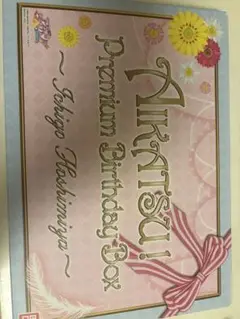 AIKATSU!
Premium Birthday Box
~ Ichigo Hoshimiya ~